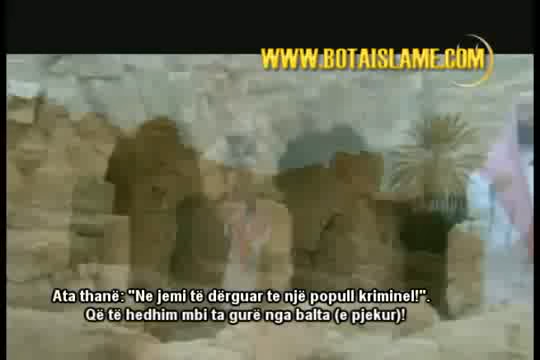 WWW.BOTAISLAME.COM
Ata thanë: "Ne jemi të dërguar te një popull kriminel!".
Që të hedhim mbi ta gurë nga balta (e pjekur)!